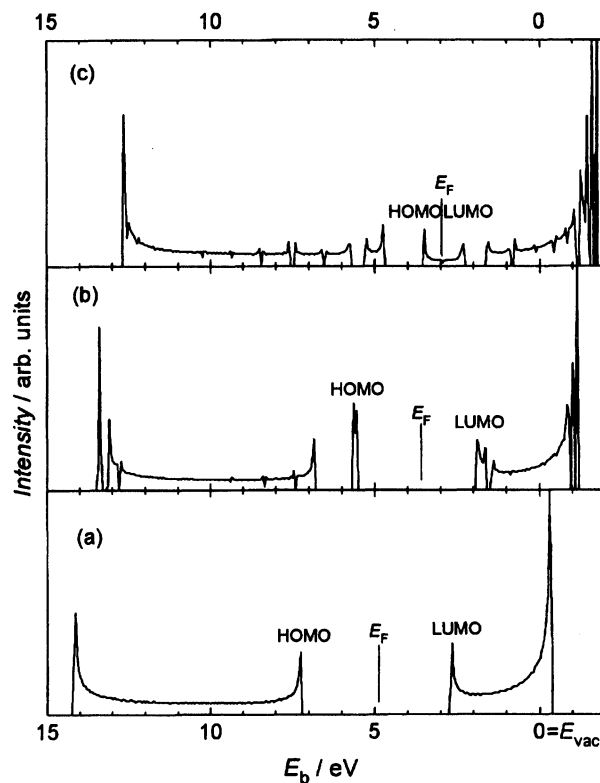 15 10 5 0
(c)
E_F
HOMO LUMO
(b)
HOMO
E_F
LUMO
(a)
HOMO
E_F
LUMO
15 10 5 0=E_vac
E_b / eV
Intensity / arb. units